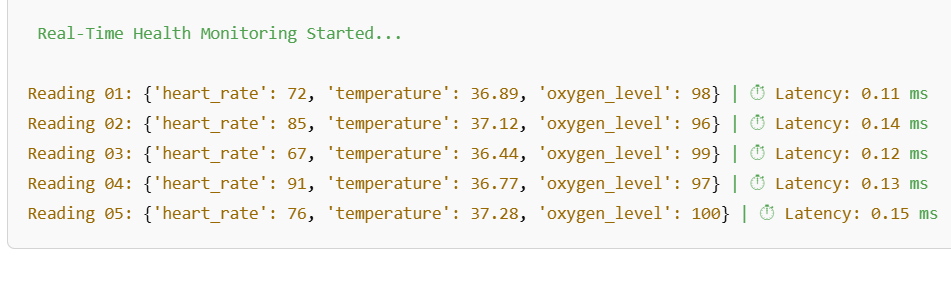 Real-Time Health Monitoring Started...
Reading 01: {'heart_rate': 72, 'temperature': 36.89, 'oxygen_level': 98} | ⏱ Latency: 0.11 ms
Reading 02: {'heart_rate': 85, 'temperature': 37.12, 'oxygen_level': 96} | ⏱ Latency: 0.14 ms
Reading 03: {'heart_rate': 67, 'temperature': 36.44, 'oxygen_level': 99} | ⏱ Latency: 0.12 ms
Reading 04: {'heart_rate': 91, 'temperature': 36.77, 'oxygen_level': 97} | ⏱ Latency: 0.13 ms
Reading 05: {'heart_rate': 76, 'temperature': 37.28, 'oxygen_level': 100} | ⏱ Latency: 0.15 ms